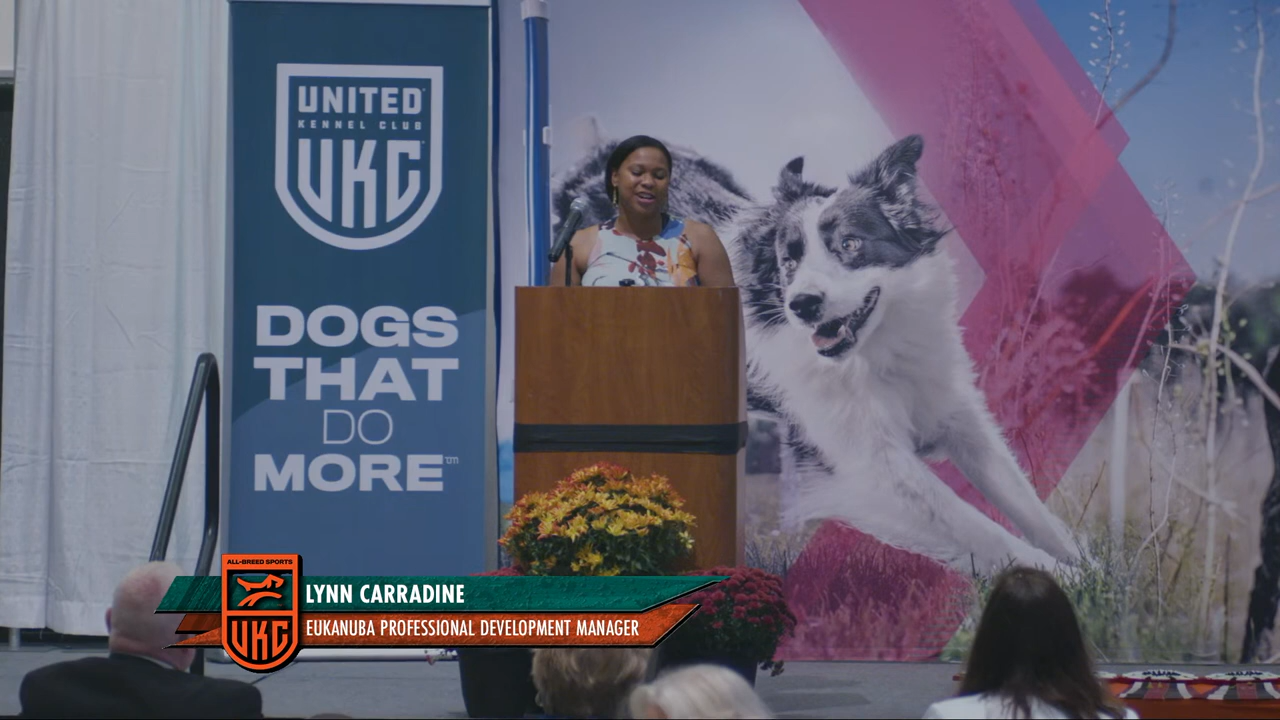 UNITED
KENNEL CLUB
UKC
DOGS
THAT
DO
MORE™
ALL-BREED SPORTS
UKC
LYNN CARRADINE
EUKANUBA PROFESSIONAL DEVELOPMENT MANAGER